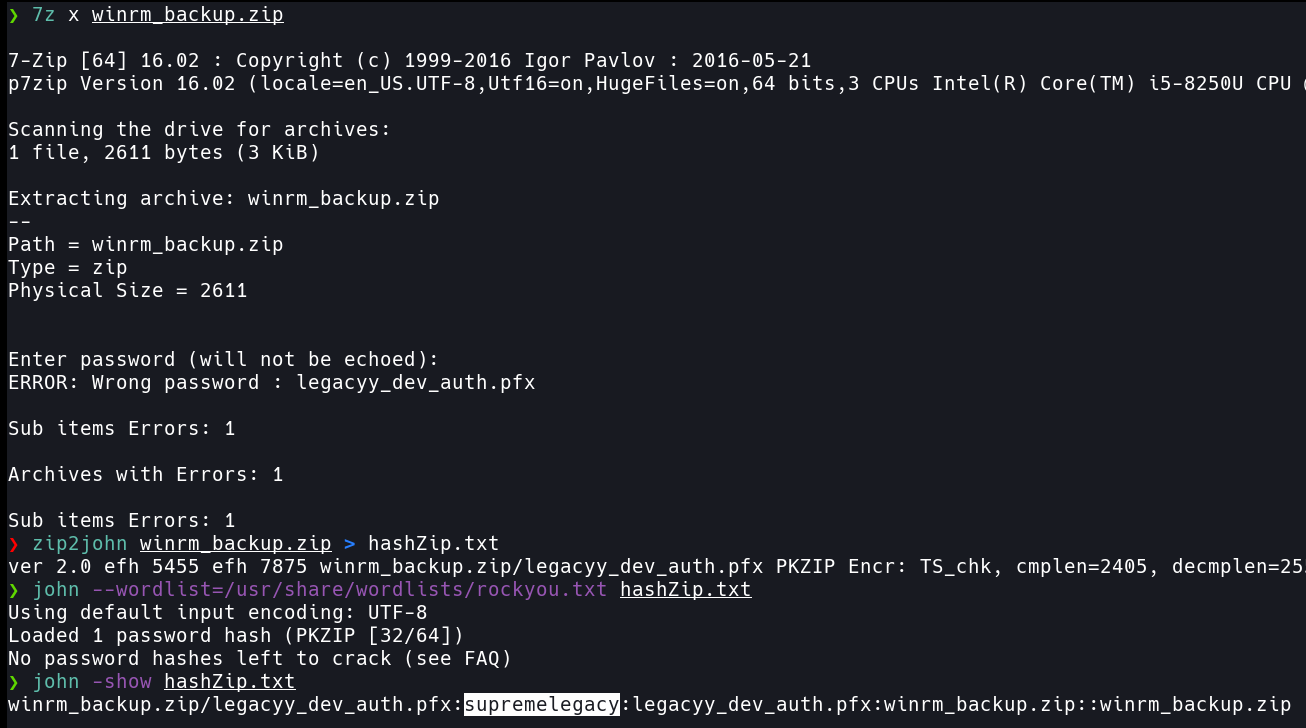 ❯ 7z x winrm_backup.zip
7-Zip [64] 16.02 : Copyright (c) 1999-2016 Igor Pavlov : 2016-05-21
p7zip Version 16.02 (locale=en_US.UTF-8,Utf16=on,HugeFiles=on,64 bits,3 CPUs Intel(R) Core(TM) i5-8250U CPU
Scanning the drive for archives:
1 file, 2611 bytes (3 KiB)
Extracting archive: winrm_backup.zip
--
Path = winrm_backup.zip
Type = zip
Physical Size = 2611
Enter password (will not be echoed):
ERROR: Wrong password : legacyy_dev_auth.pfx
Sub items Errors: 1
Archives with Errors: 1
Sub items Errors: 1
❯ zip2john winrm_backup.zip > hashZip.txt
ver 2.0 efh 5455 efh 7875 winrm_backup.zip/legacyy_dev_auth.pfx PKZIP Encr: TS_chk, cmplen=2405, decmplen=25
❯ john --wordlist=/usr/share/wordlists/rockyou.txt hashZip.txt
Using default input encoding: UTF-8
Loaded 1 password hash (PKZIP [32/64])
No password hashes left to crack (see FAQ)
❯ john -show hashZip.txt
winrm_backup.zip/legacyy_dev_auth.pfx:supremelegacy:legacyy_dev_auth.pfx:winrm_backup.zip::winrm_backup.zip